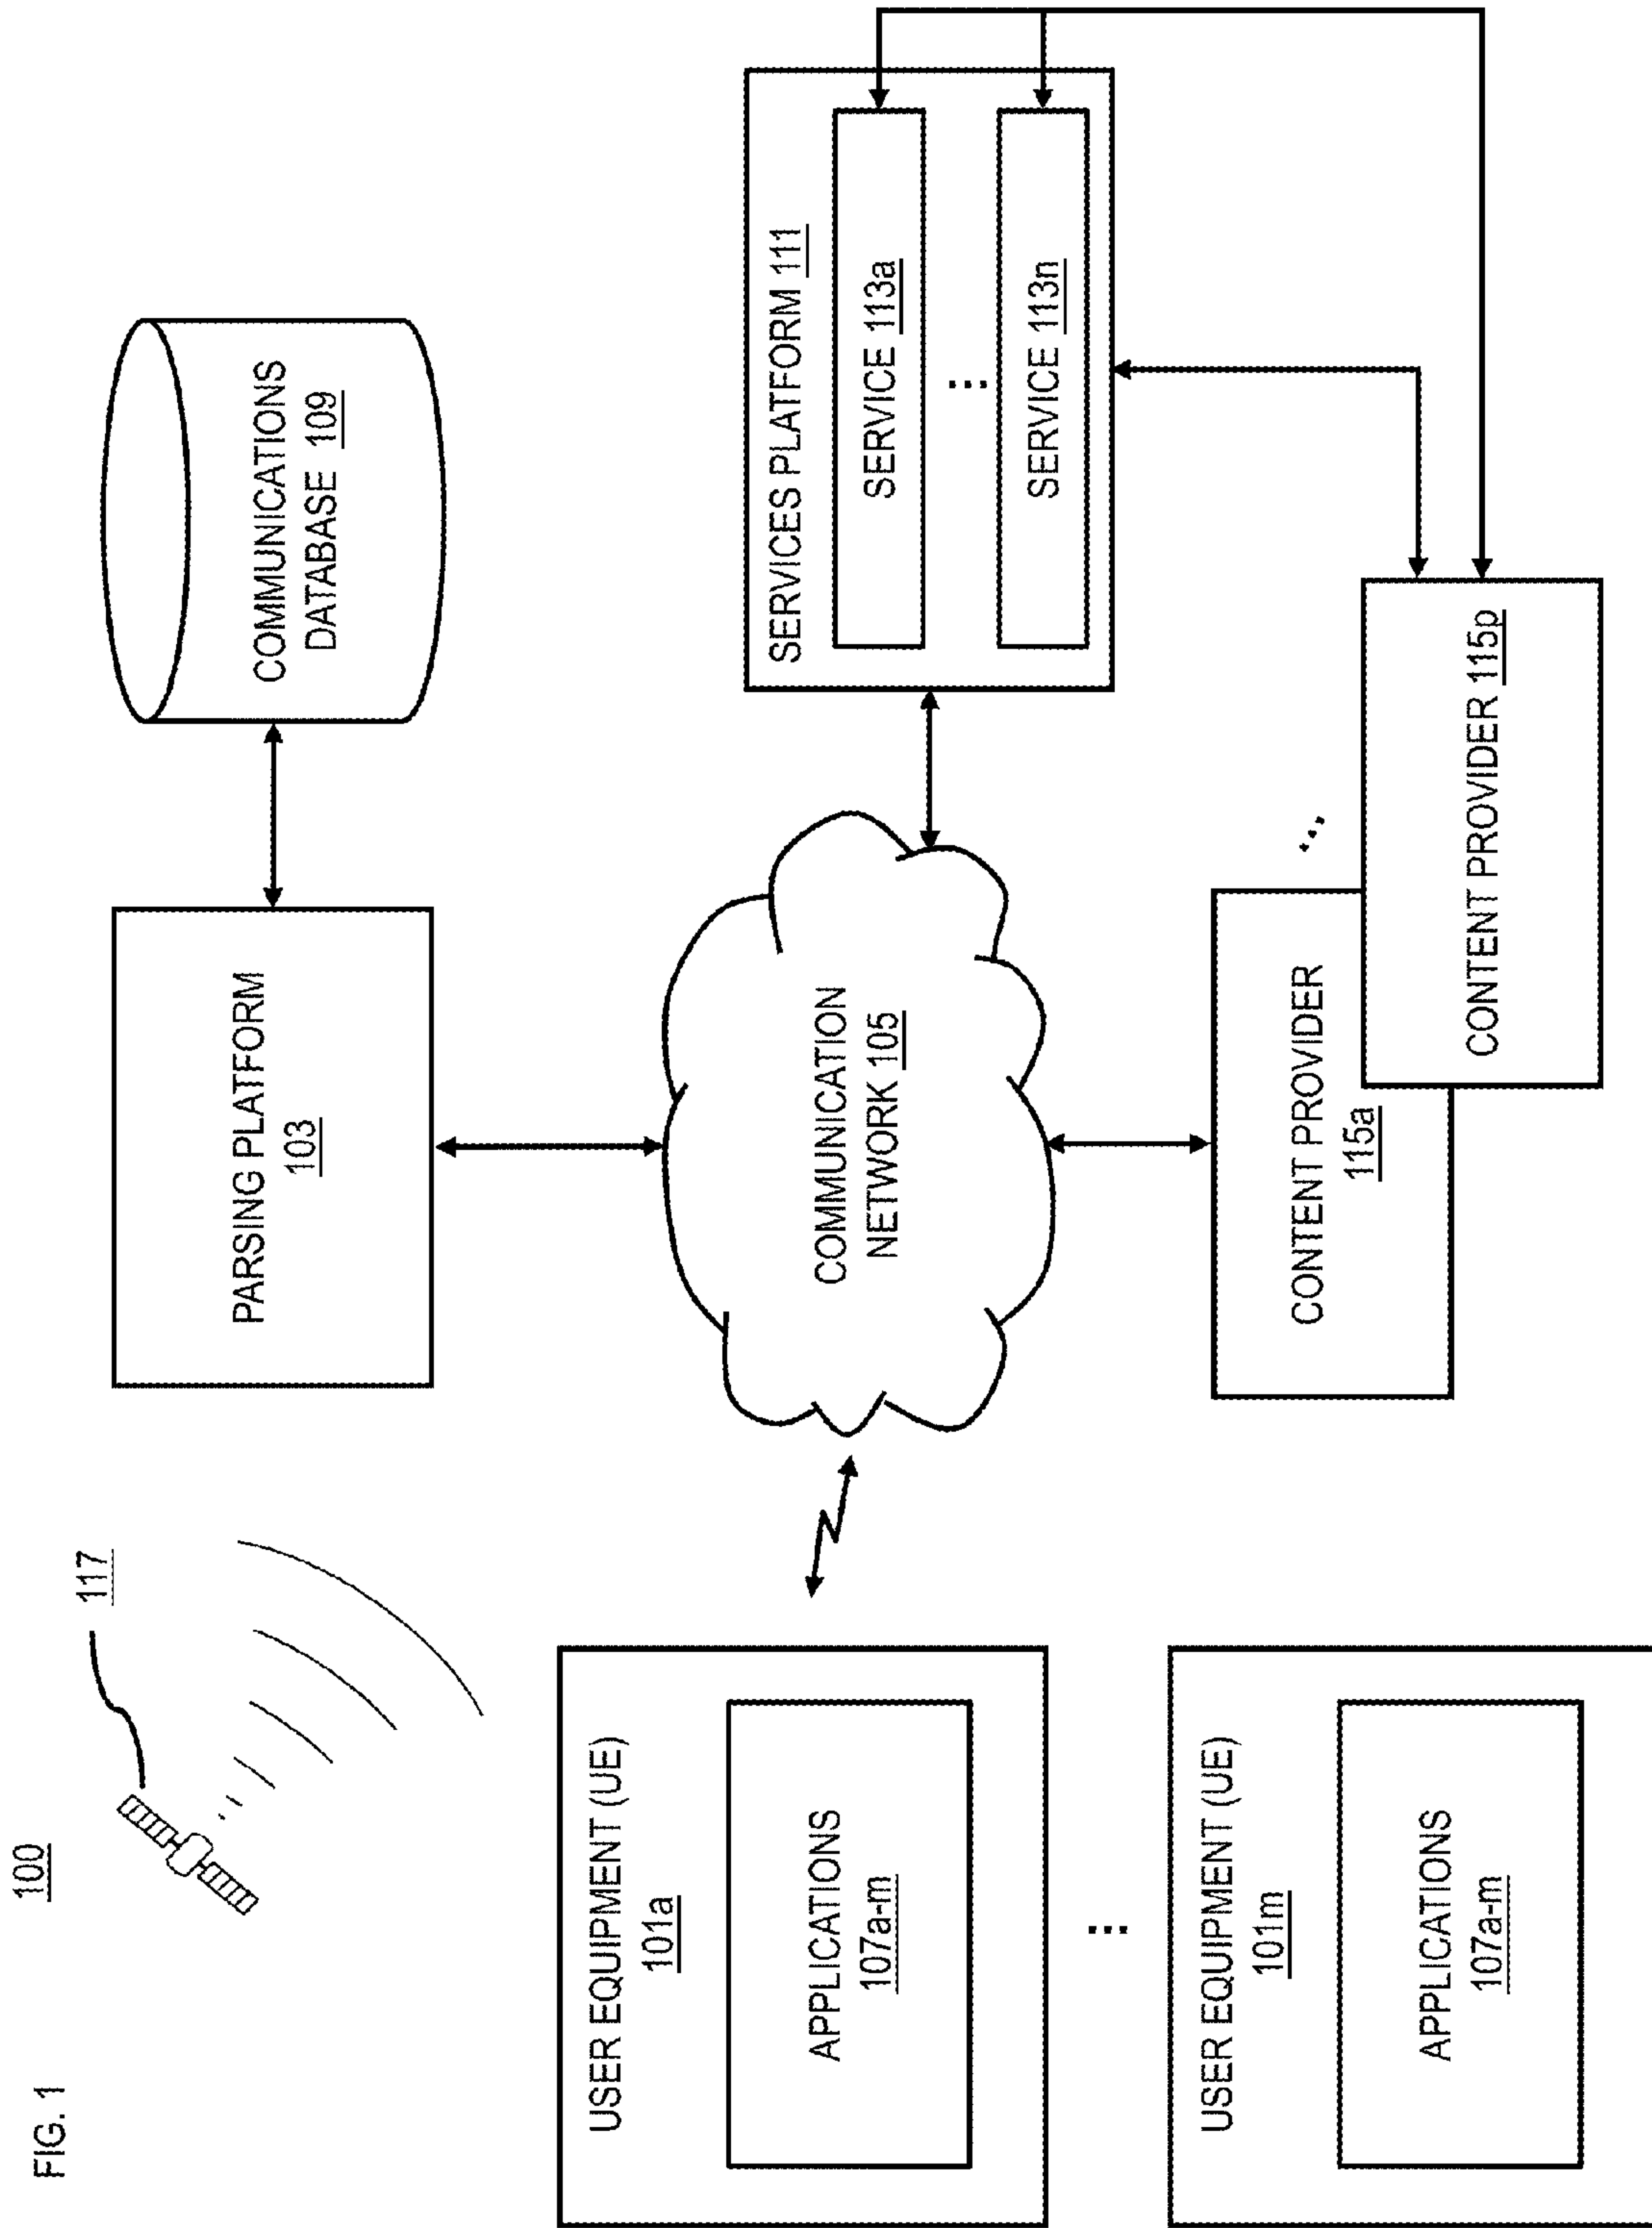 FIG. 1
100
117
PARSING PLATFORM
103
COMMUNICATIONS
DATABASE 109
USER EQUIPMENT (UE)
101a
APPLICATIONS
107a-m
...
USER EQUIPMENT (UE)
101m
APPLICATIONS
107a-m
COMMUNICATION
NETWORK 105
SERVICES PLATFORM 111
SERVICE 113a
...
SERVICE 113n
CONTENT PROVIDER
115a
...
CONTENT PROVIDER 115p